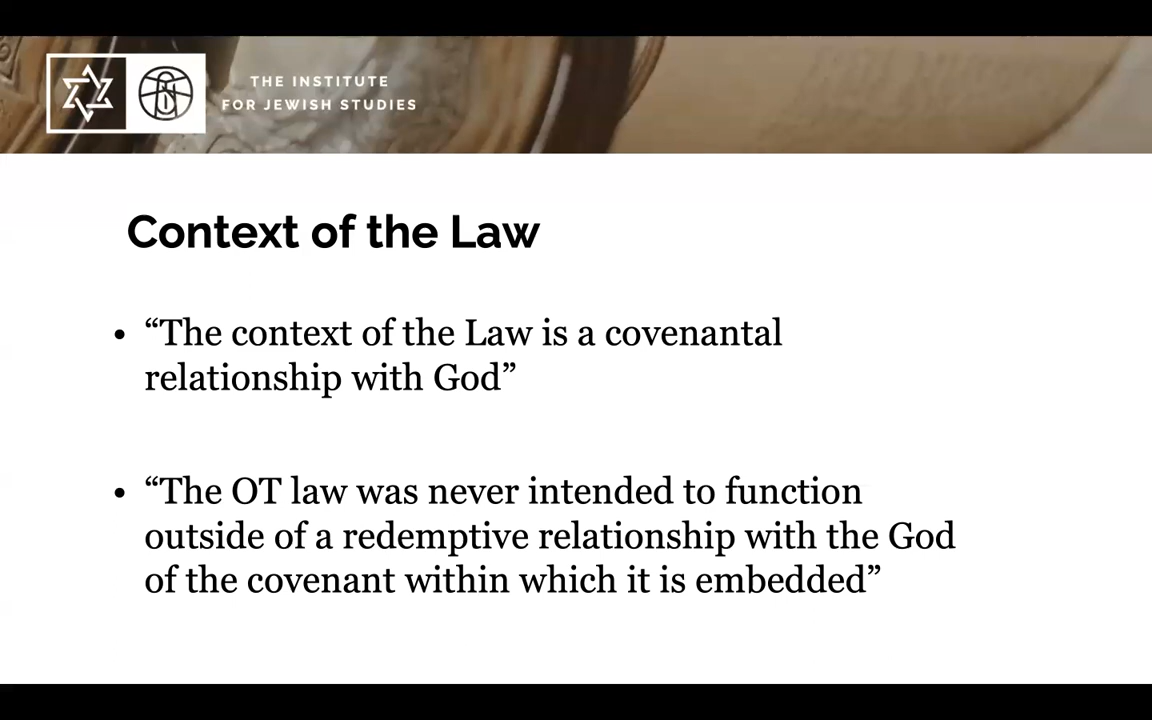 THE INSTITUTE
FOR JEWISH STUDIES
Context of the Law
• “The context of the Law is a covenantal
relationship with God”
• “The OT law was never intended to function
outside of a redemptive relationship with the God
of the covenant within which it is embedded”